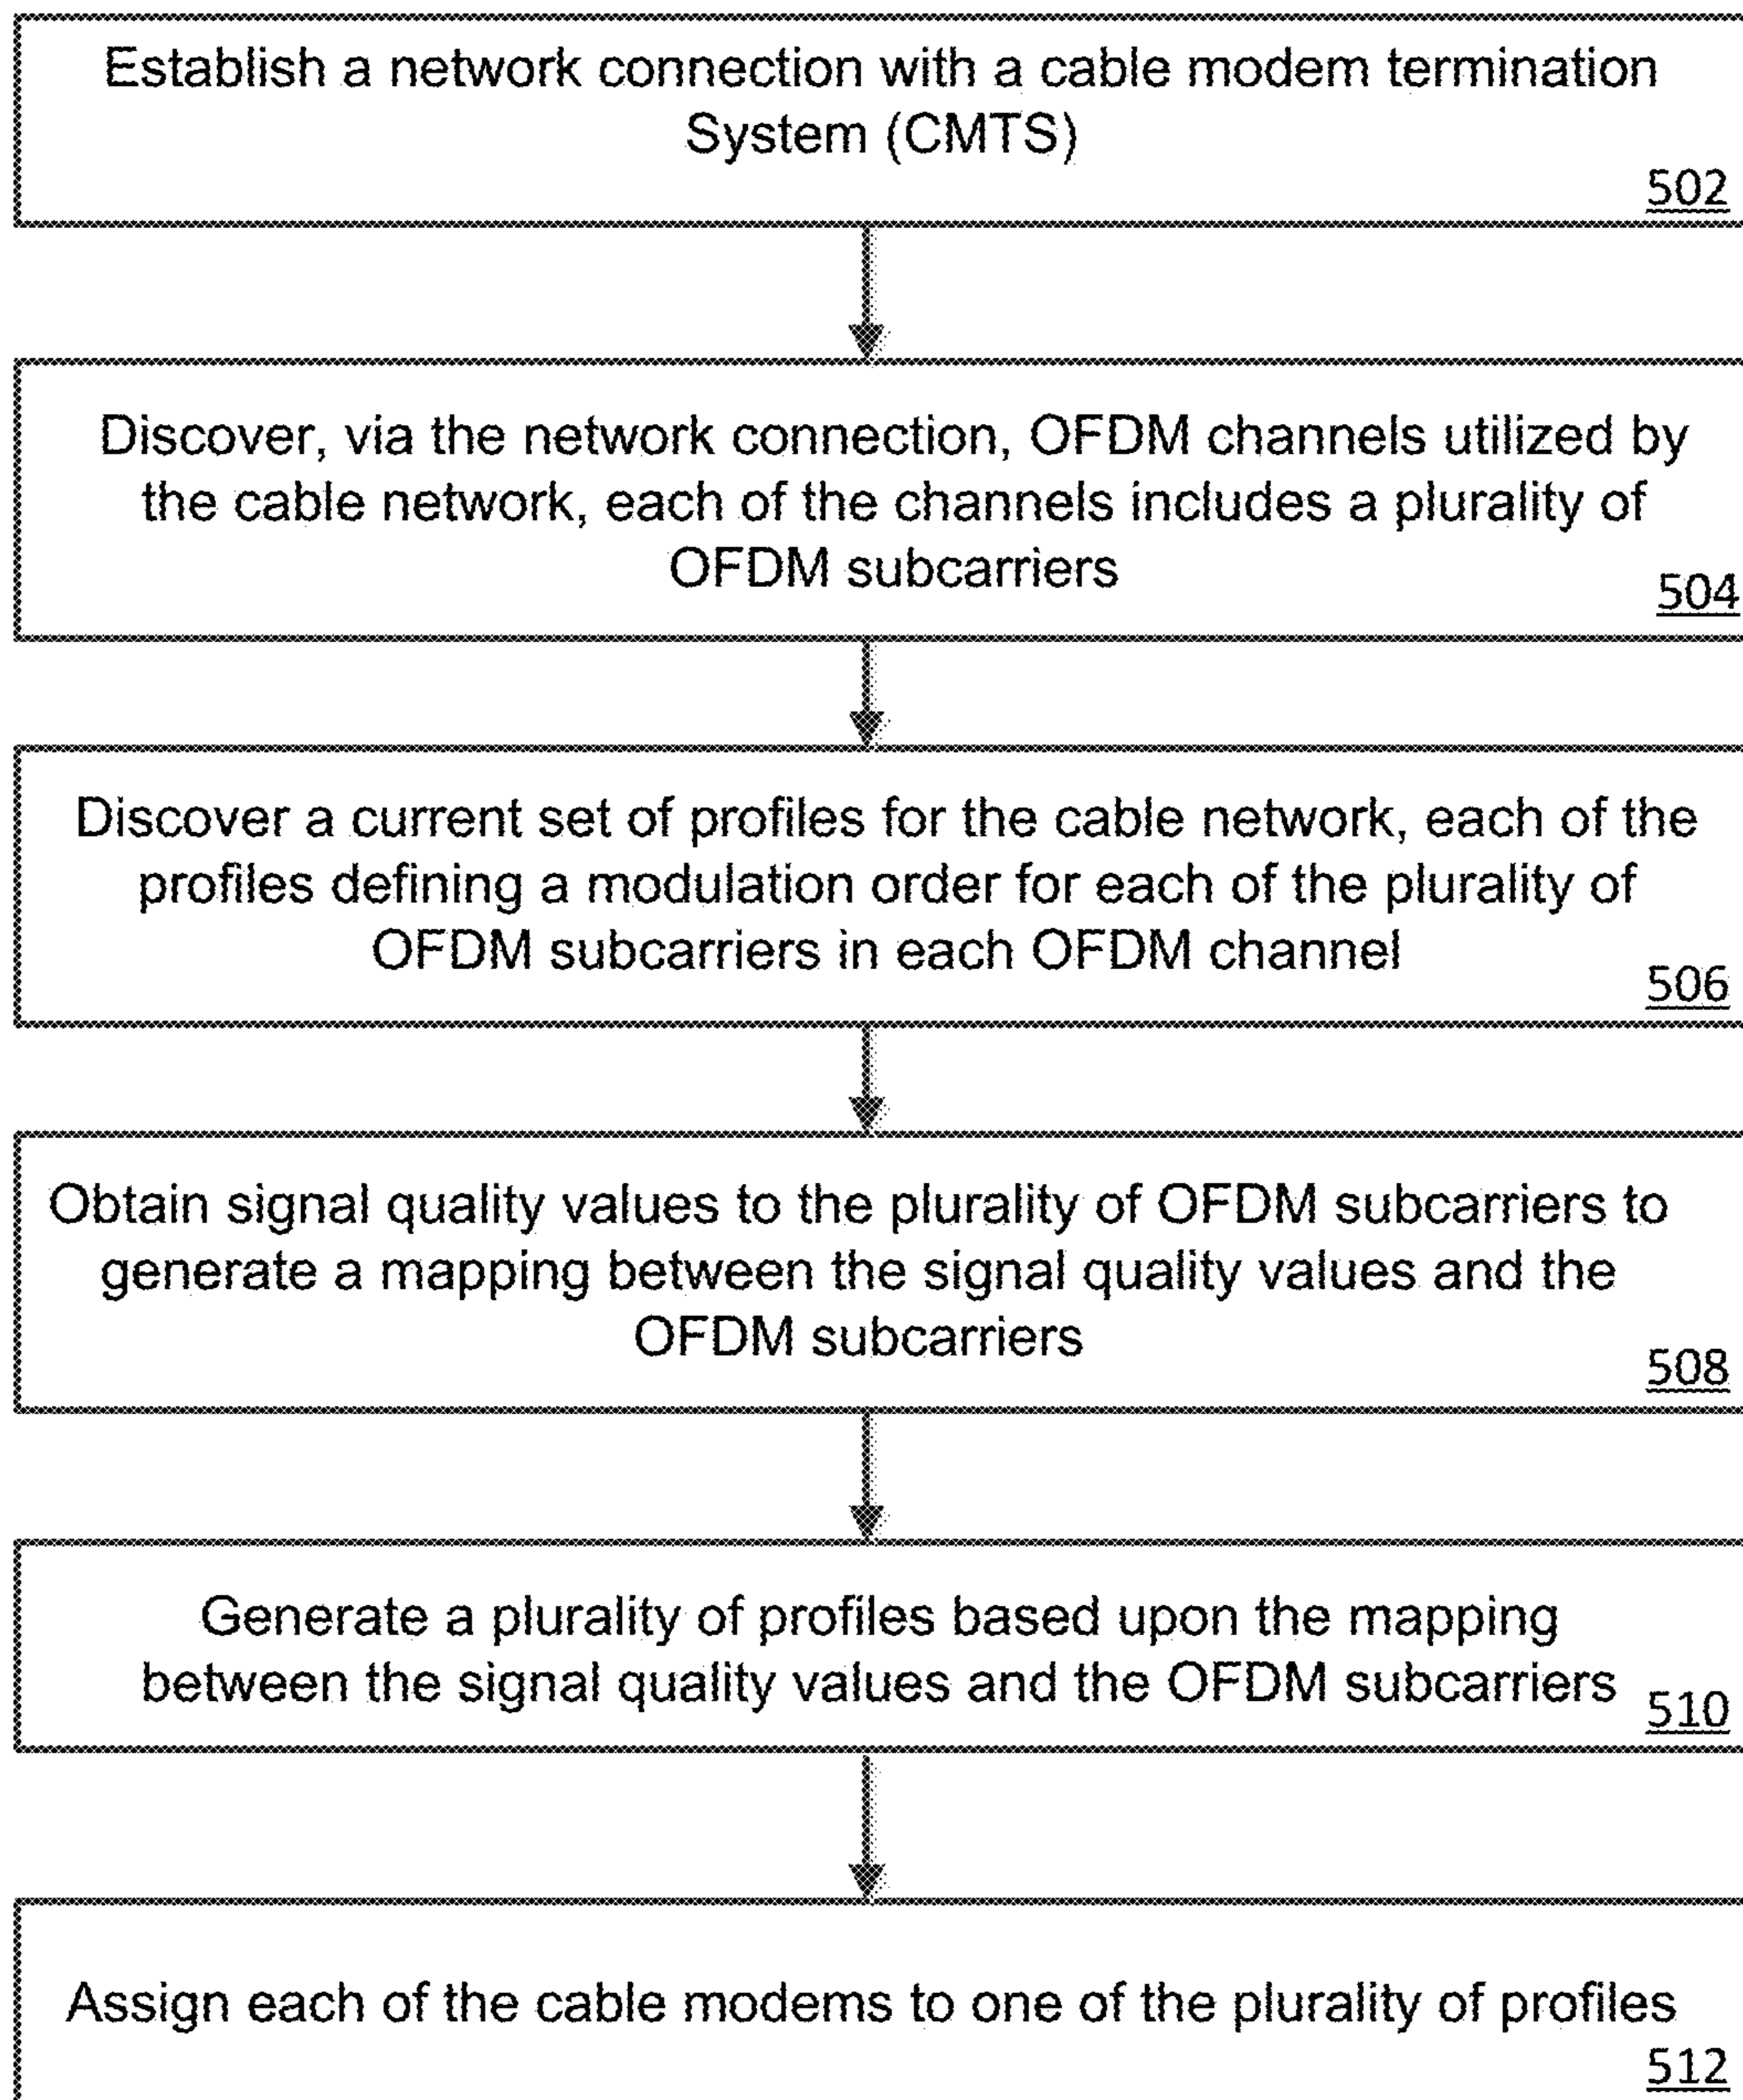 Establish a network connection with a cable modem termination
System (CMTS)
502
Discover, via the network connection, OFDM channels utilized by
the cable network, each of the channels includes a plurality of
OFDM subcarriers
504
Discover a current set of profiles for the cable network, each of the
profiles defining a modulation order for each of the plurality of
OFDM subcarriers in each OFDM channel
506
Obtain signal quality values to the plurality of OFDM subcarriers to
generate a mapping between the signal quality values and the
OFDM subcarriers
508
Generate a plurality of profiles based upon the mapping
between the signal quality values and the OFDM subcarriers
510
Assign each of the cable modems to one of the plurality of profiles
512